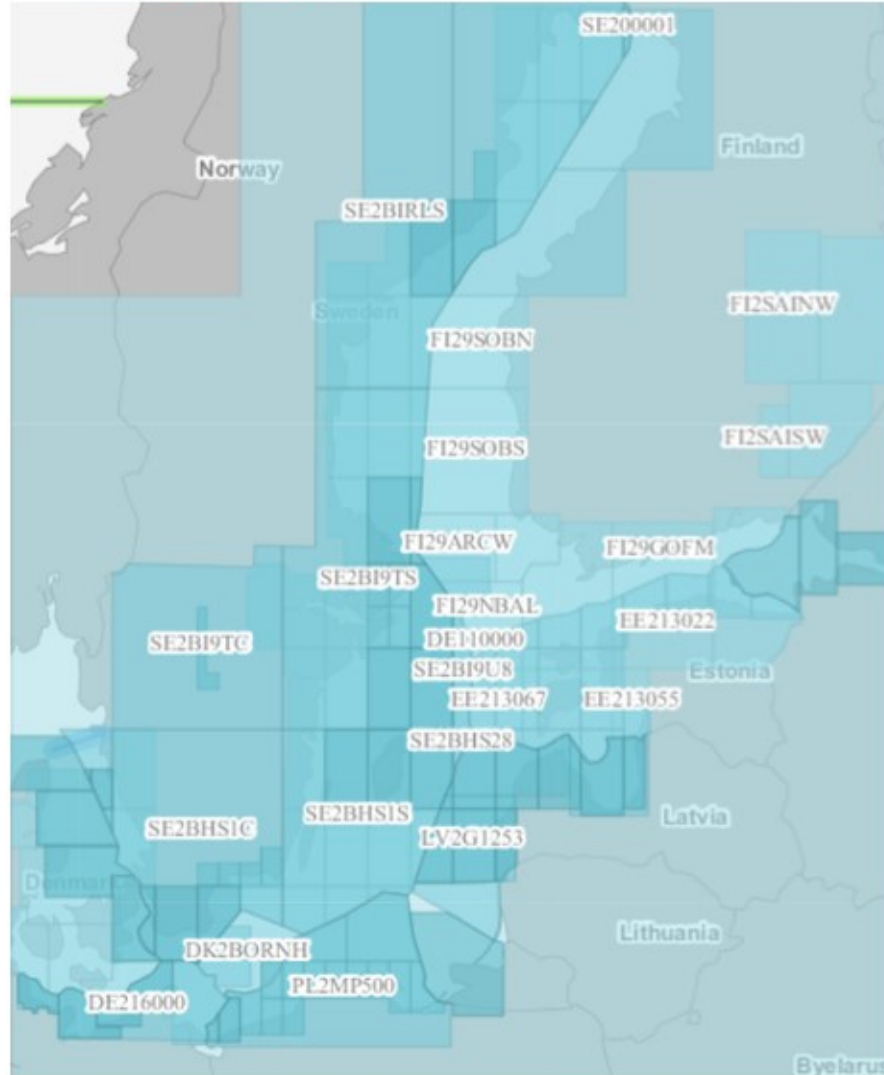 SE200001
Finland
Norway
SE2BIRLS
FI2SAINW
Sweden
FI29SOBN
FI2SAISW
FI29SOBS
FI29ARCW
FI29GOFM
SE2BI9TS
FI29NBAL
EE213022
SE2BI9TC
DE110000
SE2BI9U8
Estonia
EE213067
EE213055
SE2BHS28
SE2BHS1S
Latvia
SE2BHS1C
LV2G1253
Denmark
Lithuania
DK2BORNH
PL2MP500
DE216000
Byelarus